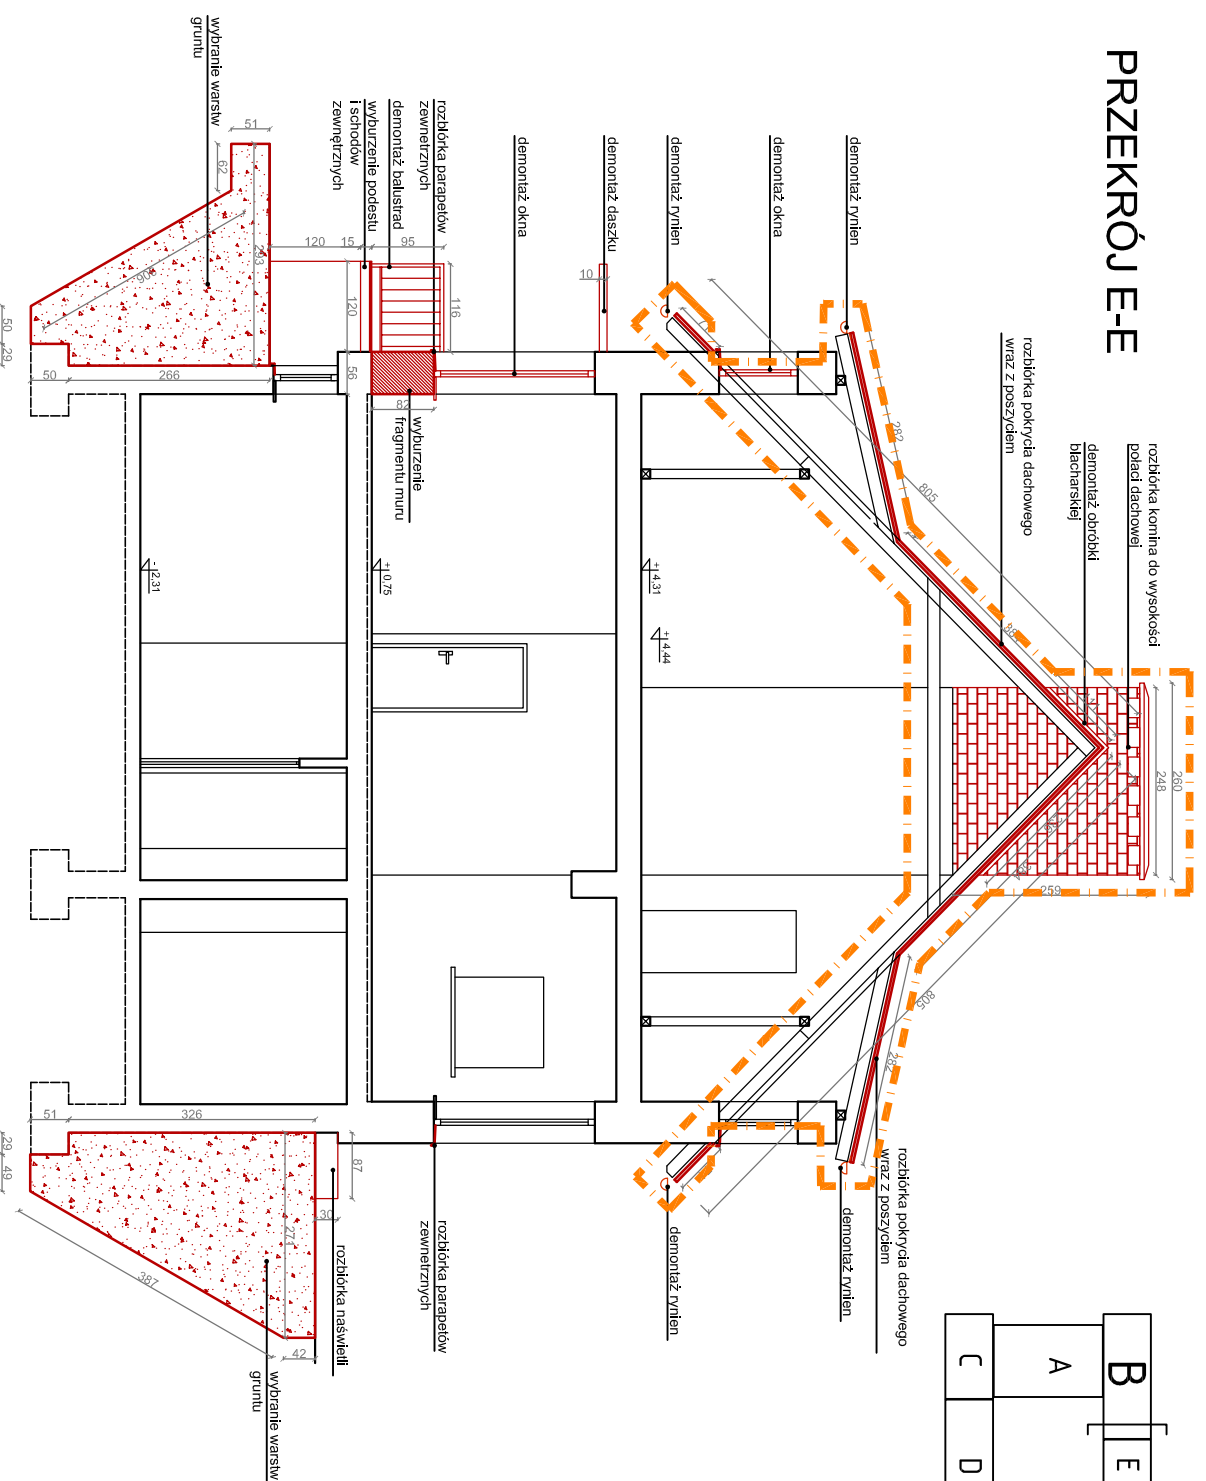 PRZEKRÓJ E-E
rozbiórka komina do wysokości
połaci dachowej
demontaż obróbki
blacharskiej
rozbiórka pokrycia dachowego
wraz z poszyciem
demontaż rynien
demontaż okna
demontaż rynien
demontaż daszku
demontaż okna
rozbiórka parapetów
zewnetrznych
demontaż balustrad
wyburzenie podestu
i schodów
zewnętrznych
wybranie warstw
gruntu
wyburzenie
fragmentu muru
rozbiórka pokrycia dachowego
wraz z poszyciem
demontaż rynien
demontaż rynien
rozbiórka parapetów
zewnetrznych
rozbiórka naświetli
wybranie warstw
gruntu
260
248
259
805
282
282
805
10
116
95
15
120
120
56
82
51
62
293
266
50
50
29
326
51
87
30
271
387
42
29
49
+4,44
+4,31
+0,75
-2,31
B
E
A
C
D